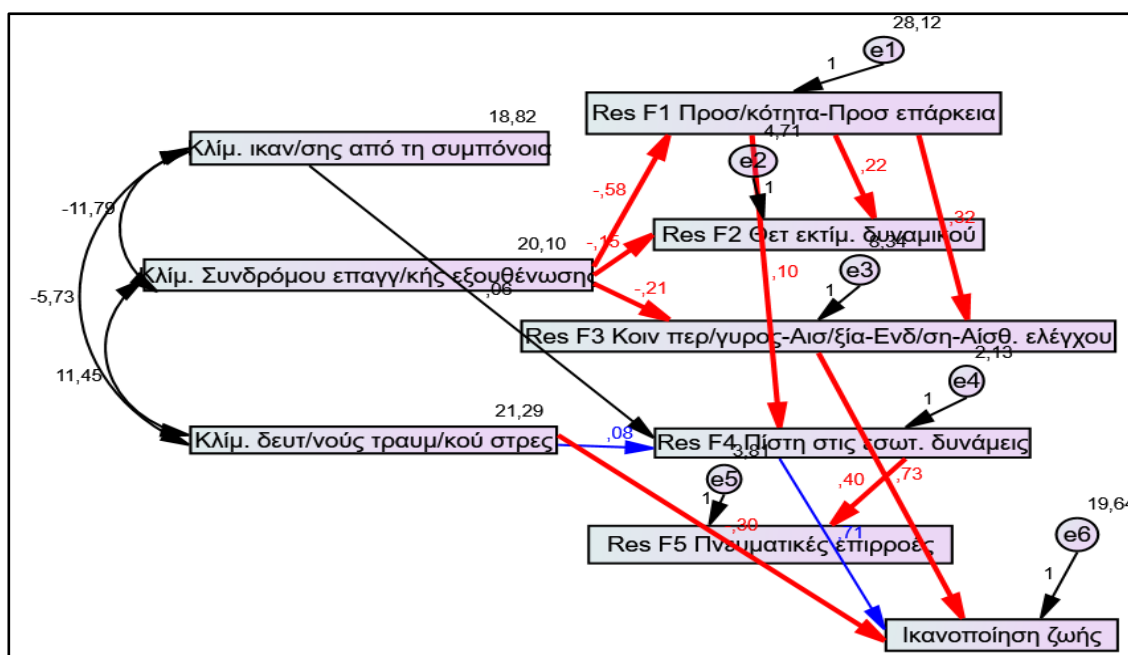 28,12
e1
1
Res F1 Προσ/κότητα-Προσ επάρκεια
18,82
Κλίμ. ικαν/σης από τη συμπόνοια
4,71
e2
1
,22
-,58
-11,79
,32
Res F2 Θετ εκτίμ. δυναμικού
-,15
20,10
Κλίμ. Συνδρόμου επαγγ/κής εξουθένωσης
8,34
e3
1
,10
,06
-,21
-5,73
Res F3 Κοιν περ/γυρος-Αισ/ξία-Ενδ/ση-Αίσθ. ελέγχου
2,13
e4
1
11,45
21,29
Κλίμ. δευτ/νούς τραυμ/κού στρες
,08
Res F4 Πίστη στις εσωτ. δυνάμεις
3,81
e5
1
,40
,73
-,30
,71
Res F5 Πνευματικές επιρροές
19,64
e6
1
Ικανοποίηση ζωής